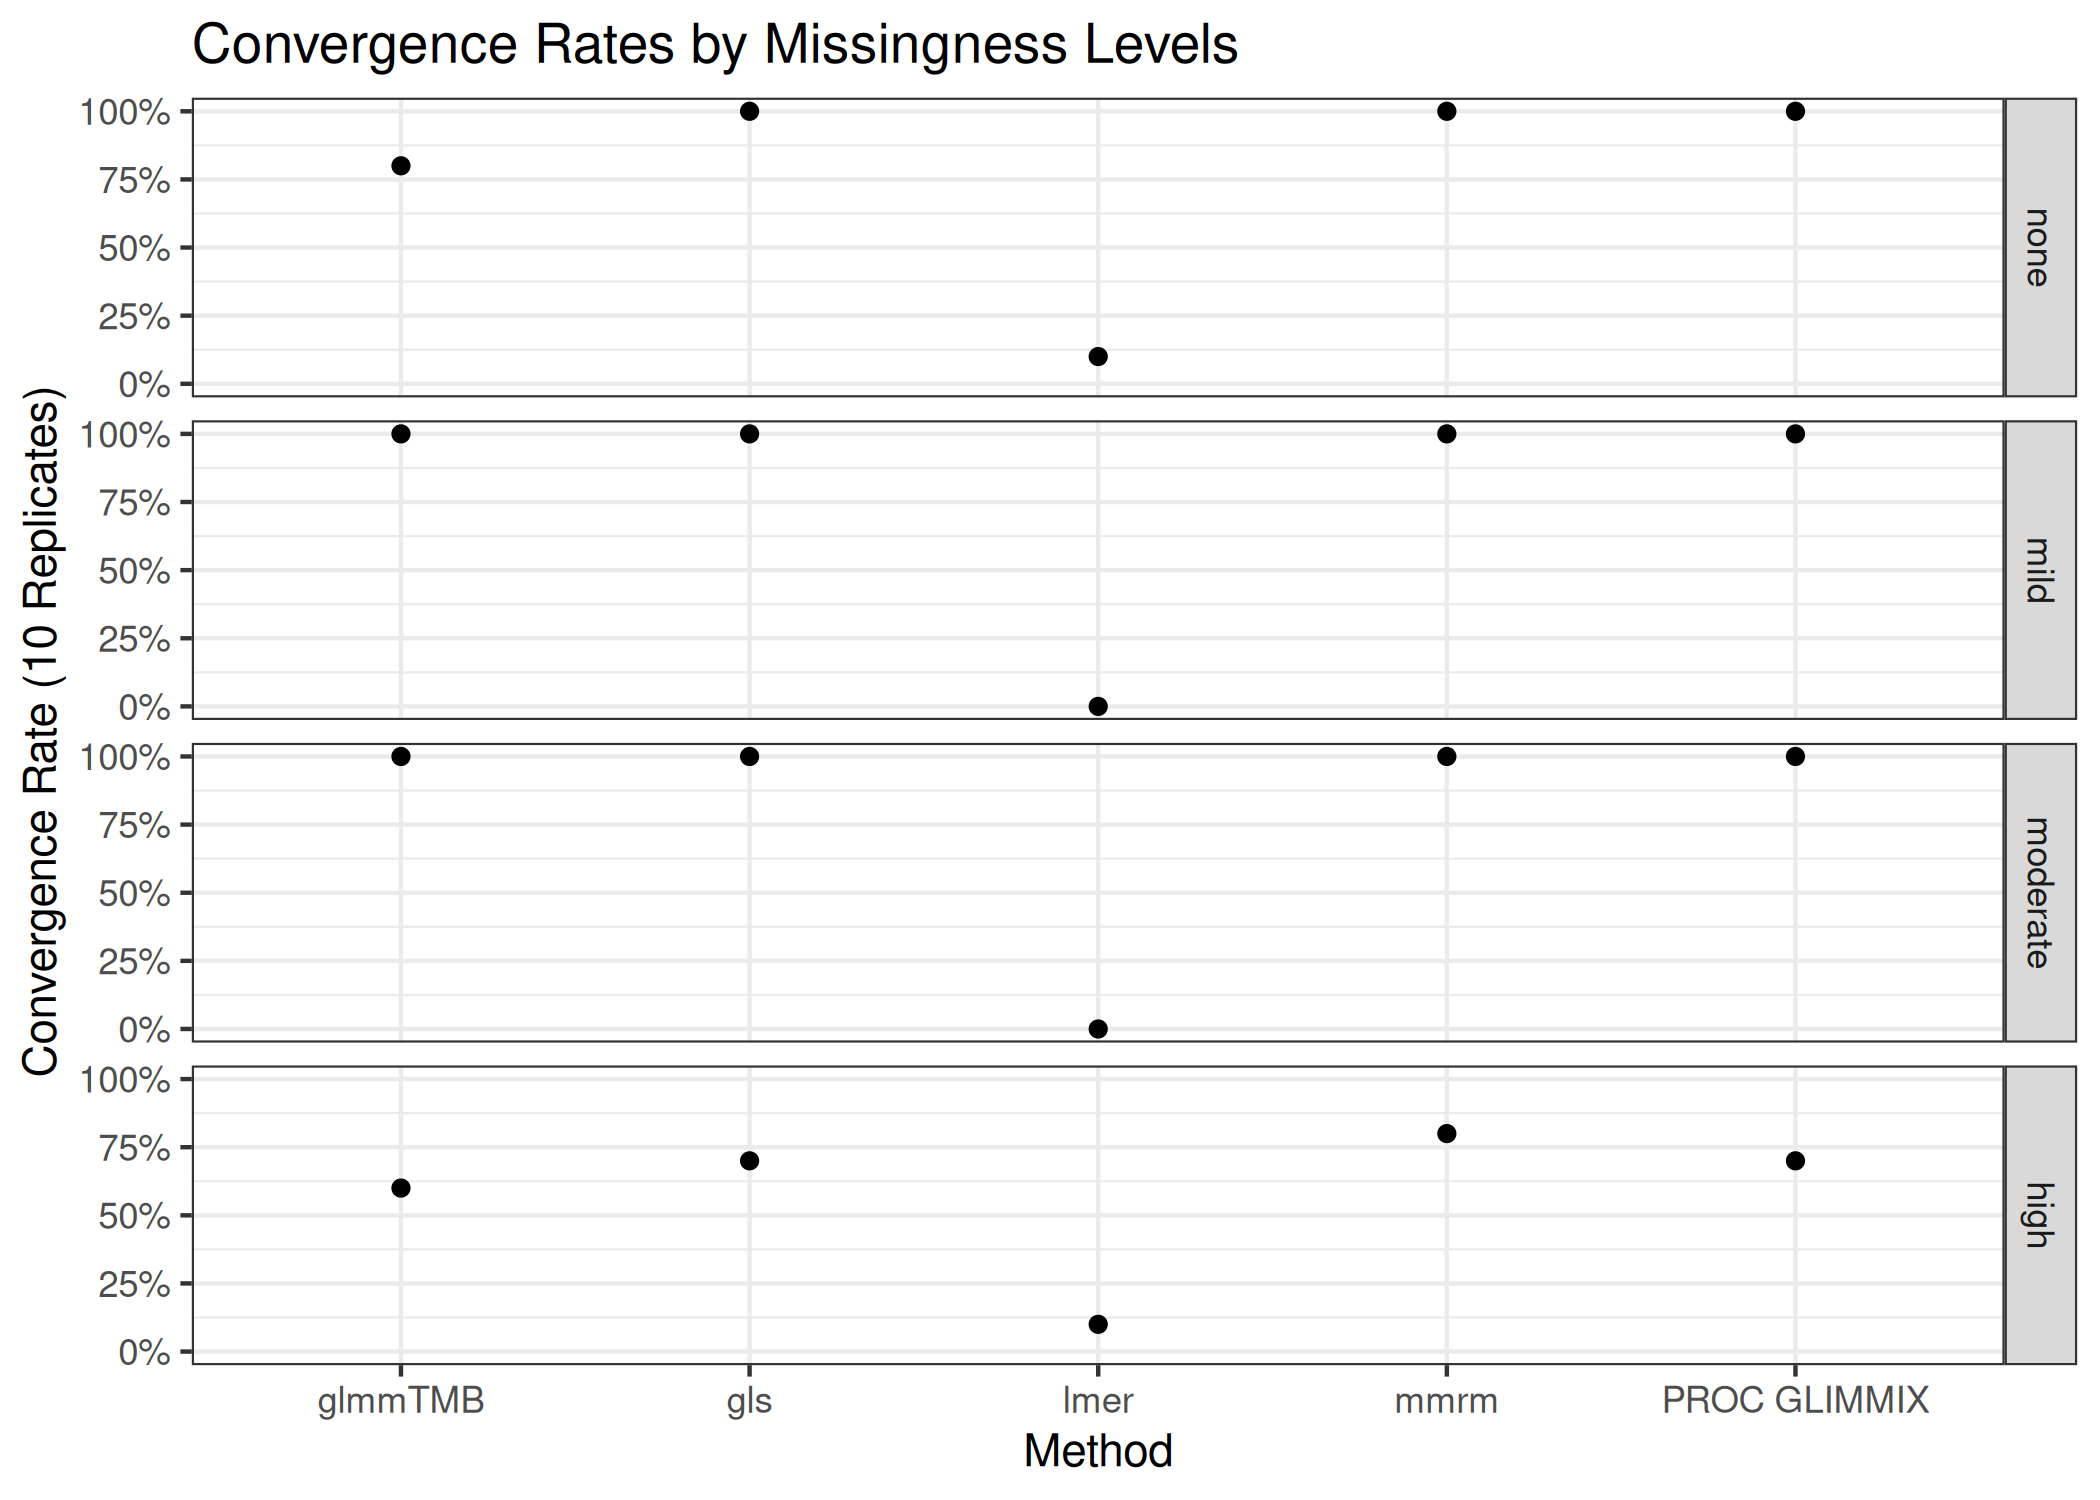 Convergence Rates by Missingness Levels
Convergence Rate (10 Replicates)
100%
75%
50%
25%
0%
none
100%
75%
50%
25%
0%
mild
100%
75%
50%
25%
0%
moderate
100%
75%
50%
25%
0%
high
glmmTMB gls lmer mmrm PROC GLIMMIX
Method